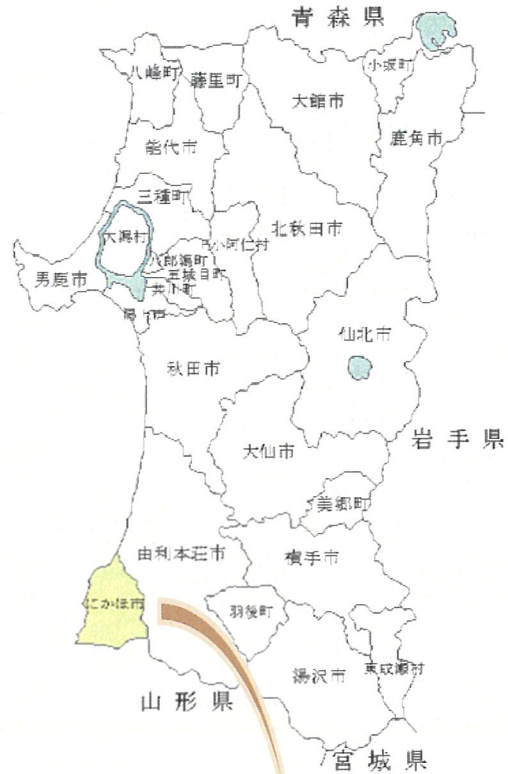 青森県
八峰町
藤里町
小坂町
大館市
鹿角市
能代市
三種町
北秋田市
大潟村
上小阿仁村
八郎潟町
五城目町
男鹿市
井川町
潟上市
仙北市
秋田市
岩手県
大仙市
美郷町
由利本荘市
横手市
にかほ市
羽後町
湯沢市
東成瀬村
山形県
宮城県